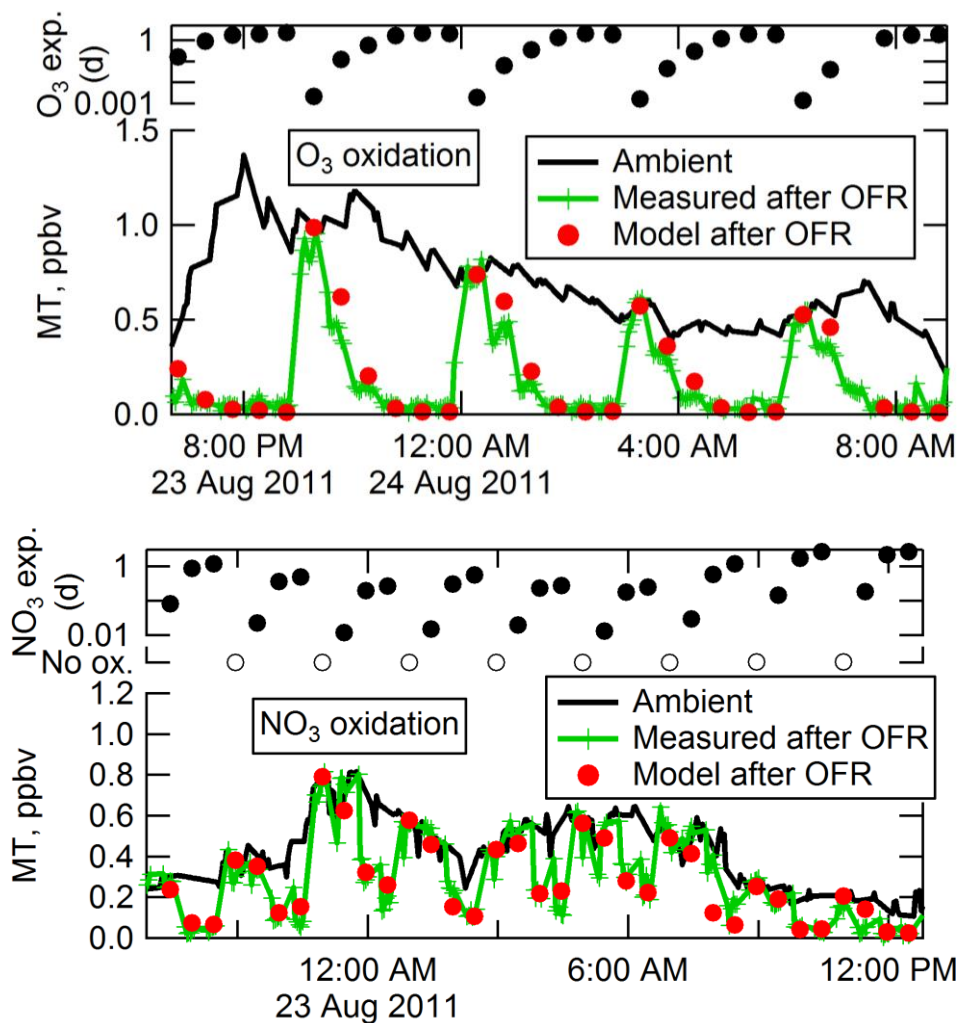 O3 exp.
(d)
1
0.001
MT, ppbv
1.5
1.0
0.5
0.0
O3 oxidation
Ambient
Measured after OFR
Model after OFR
8:00 PM
12:00 AM
4:00 AM
8:00 AM
23 Aug 2011
24 Aug 2011
NO3 exp.
(d)
1
0.01
No ox.
MT, ppbv
1.2
1.0
0.8
0.6
0.4
0.2
0.0
NO3 oxidation
Ambient
Measured after OFR
Model after OFR
12:00 AM
6:00 AM
12:00 PM
23 Aug 2011